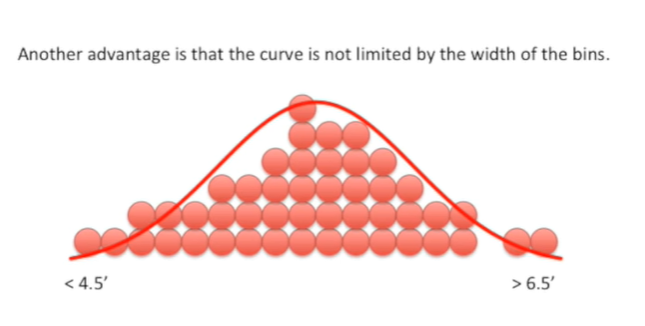 Another advantage is that the curve is not limited by the width of the bins.
< 4.5′
> 6.5′